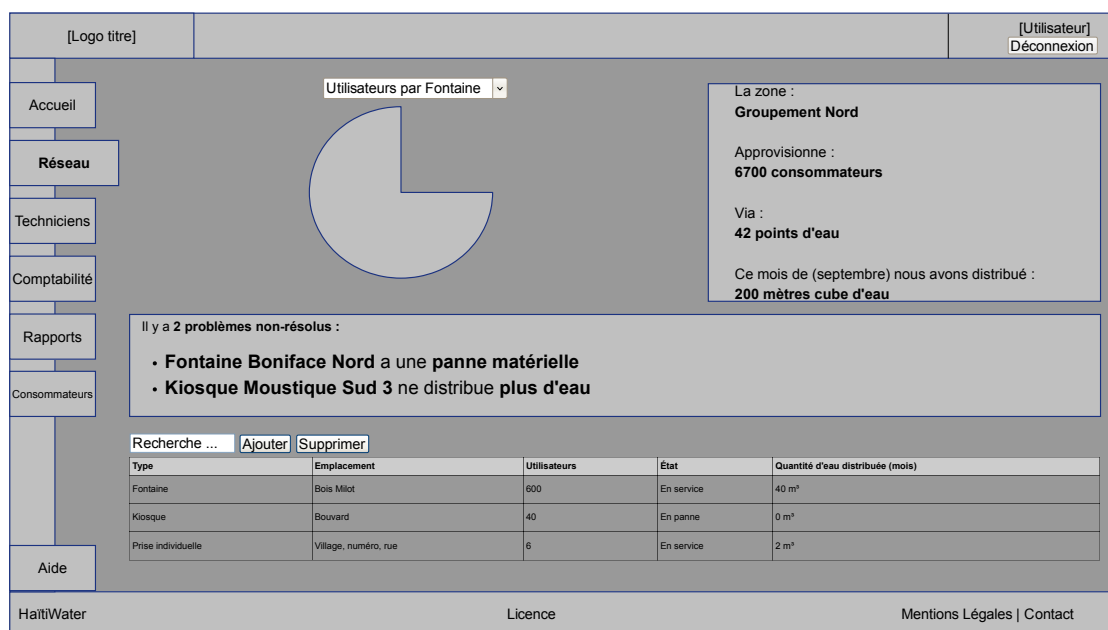 [Logo titre]
[Utilisateur]
Déconnexion
Accueil
Réseau
Techniciens
Comptabilité
Rapports
Consommateurs
Aide
Utilisateurs par Fontaine
La zone :
Groupement Nord
Approvisionne :
6700 consommateurs
Via :
42 points d'eau
Ce mois de (septembre) nous avons distribué :
200 mètres cube d'eau
Il y a 2 problèmes non-résolus :
• Fontaine Boniface Nord a une panne matérielle
• Kiosque Moustique Sud 3 ne distribue plus d'eau
Recherche ... Ajouter Supprimer
Type Emplacement Utilisateurs État Quantité d'eau distribuée (mois)
Fontaine Bois Milot 600 En service 40 m³
Kiosque Bouvard 40 En panne 0 m³
Prise individuelle Village, numéro, rue 6 En service 2 m³
HaïtiWater Licence Mentions Légales | Contact